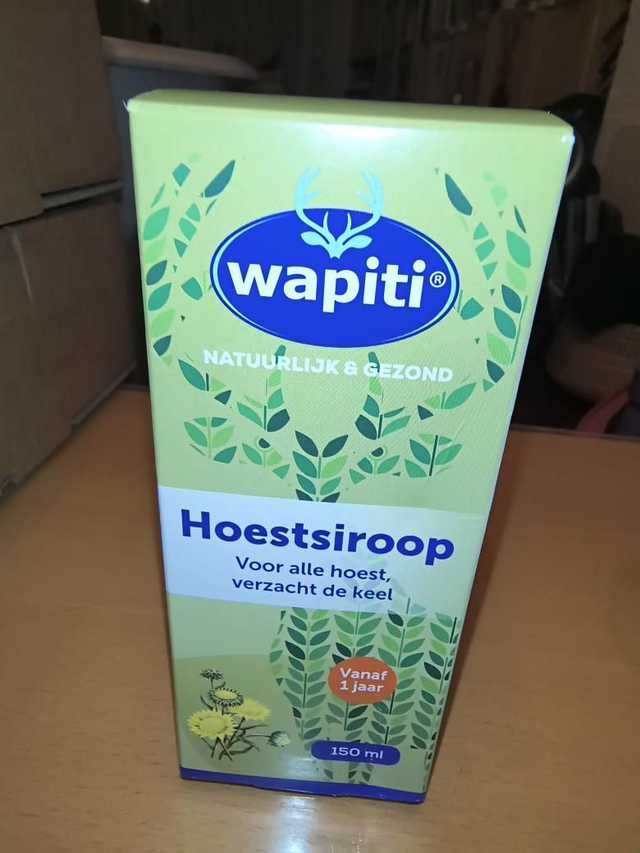 wapiti®
NATUURLIJK & GEZOND
Hoestsiroop
Voor alle hoest,
verzacht de keel
Vanaf
1 jaar
150 ml